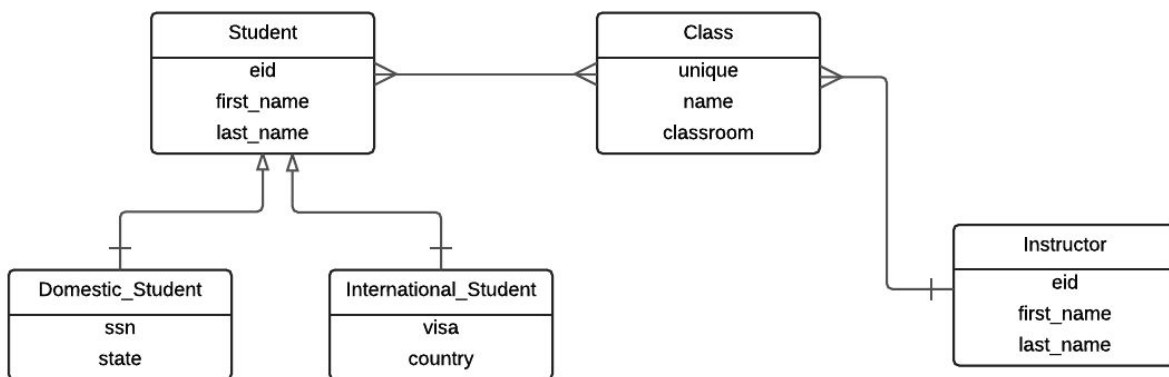 Student
eid
first_name
last_name
Class
unique
name
classroom
Domestic_Student
ssn
state
International_Student
visa
country
Instructor
eid
first_name
last_name